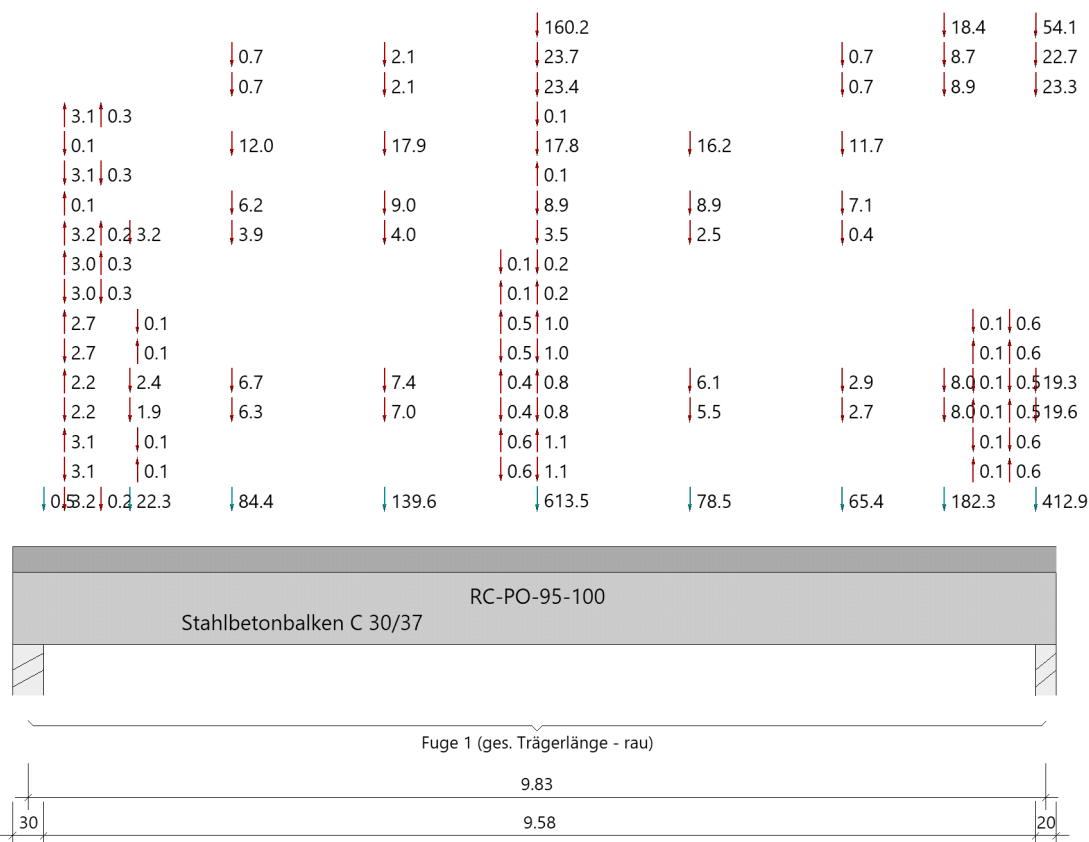 160.2 18.4 54.1
0.7 2.1 23.7 0.7 8.7 22.7
0.7 2.1 23.4 0.7 8.9 23.3
3.1 0.3 0.1
0.1 12.0 17.9 17.8 16.2 11.7
3.1 0.3 0.1
0.1 6.2 9.0 8.9 8.9 7.1
3.2 0.2 3.2 3.9 4.0 3.5 2.5 0.4
3.0 0.3 0.1 0.2
3.0 0.3 0.1 0.2
2.7 0.1 0.5 1.0 0.1 0.6
2.7 0.1 0.5 1.0 0.1 0.6
2.2 2.4 6.7 7.4 0.4 0.8 6.1 2.9 8.0 0.1 0.5 19.3
2.2 1.9 6.3 7.0 0.4 0.8 5.5 2.7 8.0 0.1 0.5 19.6
3.1 0.1 0.6 1.1 0.1 0.6
3.1 0.1 0.6 1.1 0.1 0.6
0.5 3.2 0.2 22.3 84.4 139.6 613.5 78.5 65.4 182.3 412.9
RC-PO-95-100
Stahlbetonbalken C 30/37
Fuge 1 (ges. Trägerlänge - rau)
9.83
30 9.58 20